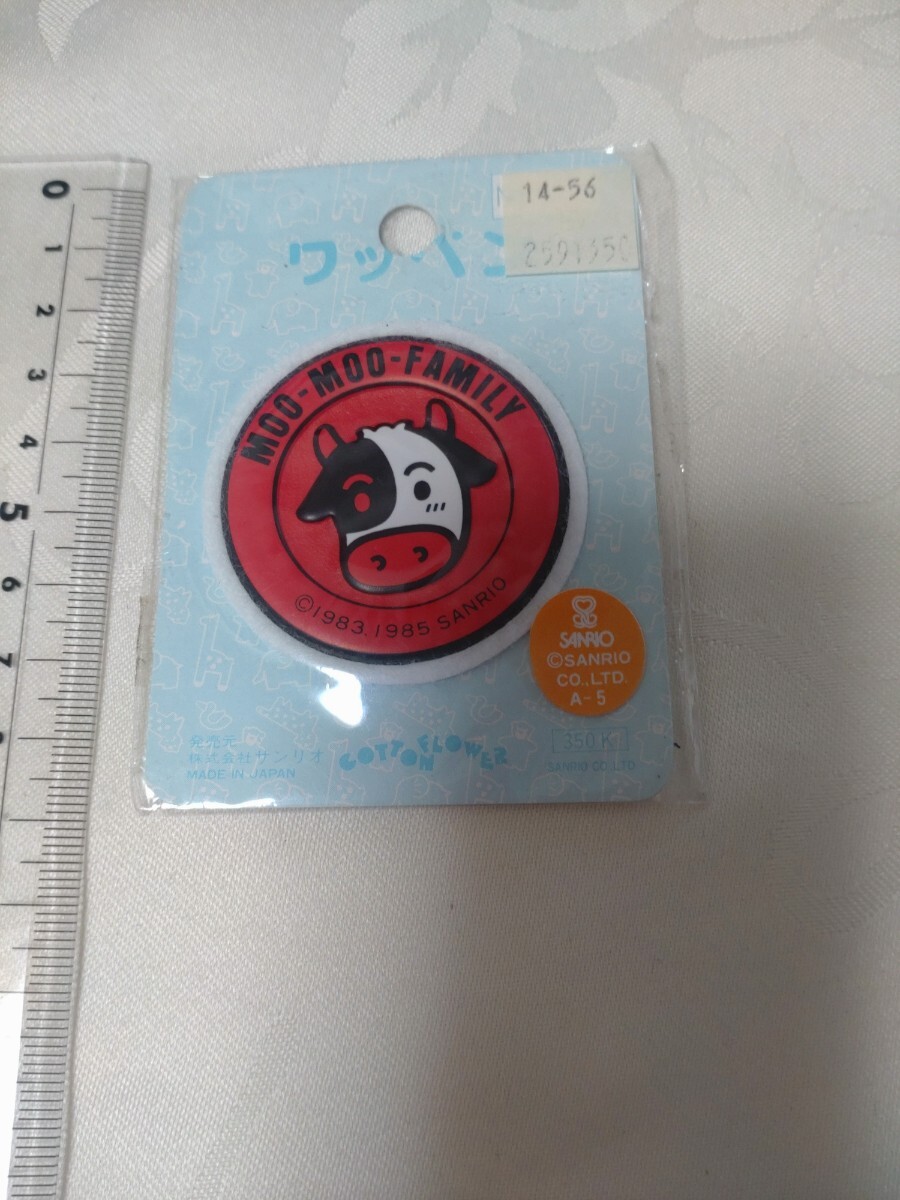 0
1
2
3
4
5
6
7
14-56
2591350
ワッペン
MOO-MOO-FAMILY
©1983, 1985 SANRIO
SANRIO
©SANRIO
CO.,LTD.
A-5
発売元
株式会社サンリオ
MADE IN JAPAN
COTTON FLOWER
350
SANRIO CO., LTD.